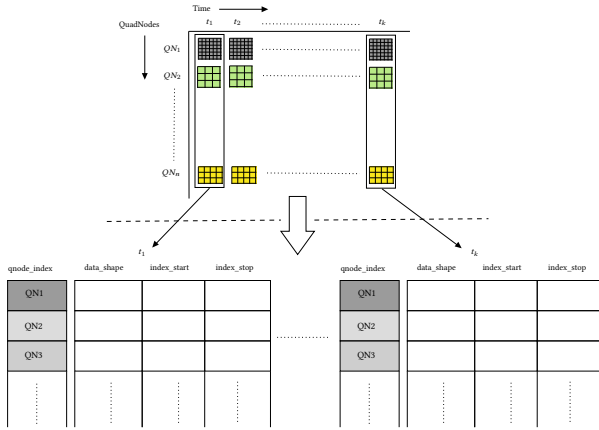 Time
QuadNodes
t₁ t₂ ........ tₖ
QN₁
QN₂
QNₙ
t₁ tₖ
qnode_index data_shape index_start index_stop qnode_index data_shape index_start index_stop
QN1 QN1
QN2 QN2
QN3 QN3